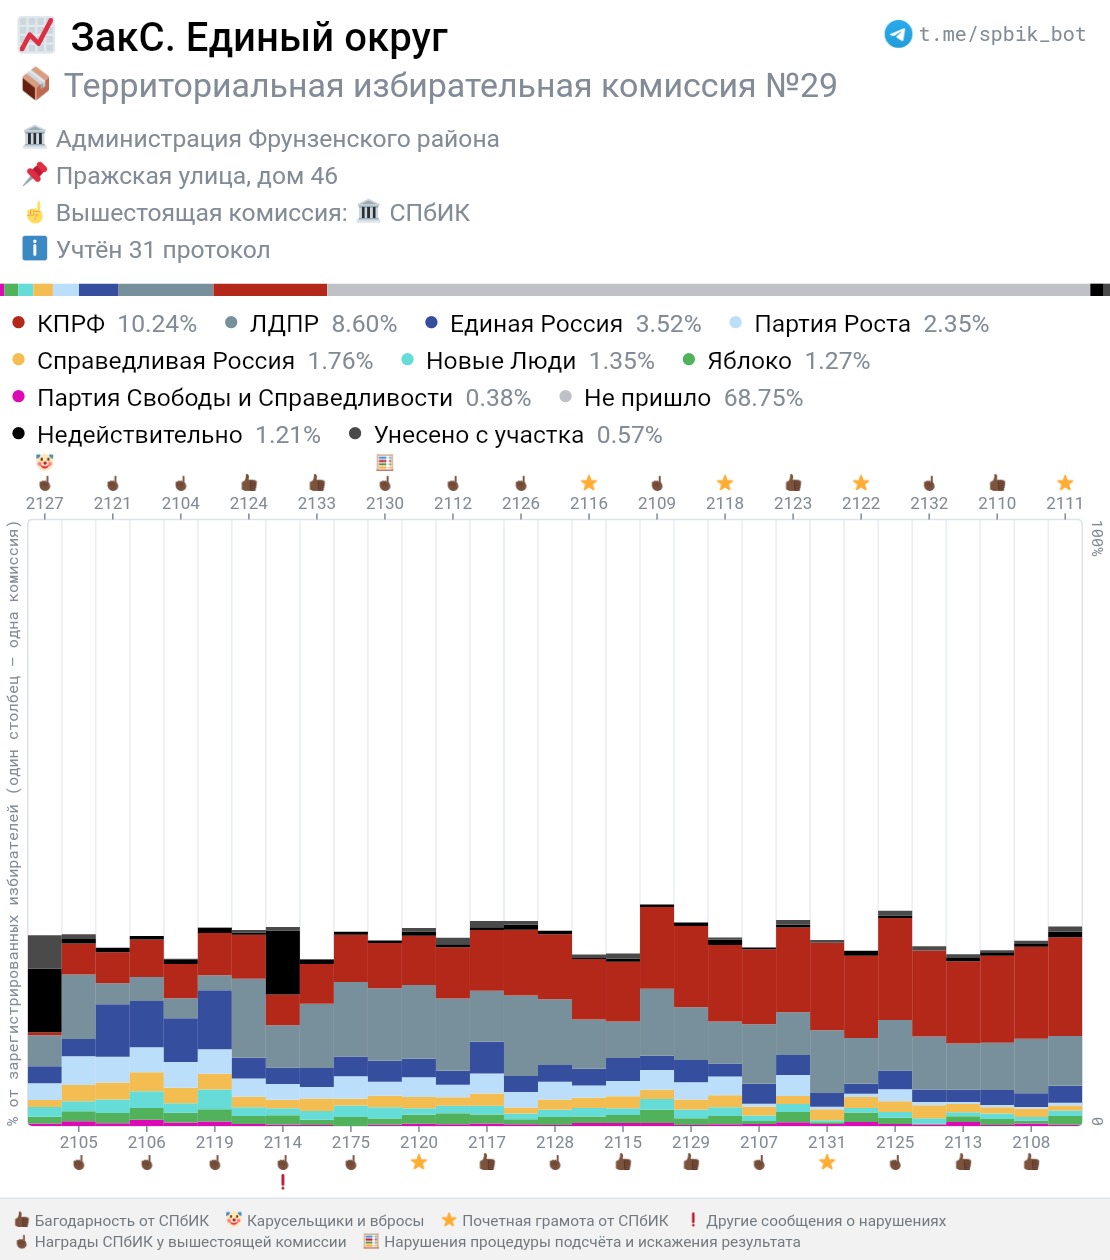 ЗакС. Единый округ
t.me/spbik_bot
Территориальная избирательная комиссия №29
Администрация Фрунзенского района
Пражская улица, дом 46
Вышестоящая комиссия: СПбИК
Учтён 31 протокол
КПРФ 10.24% ЛДПР 8.60% Единая Россия 3.52% Партия Роста 2.35%
Справедливая Россия 1.76% Новые Люди 1.35% Яблоко 1.27%
Партия Свободы и Справедливости 0.38% Не пришло 68.75%
Недействительно 1.21% Унесено с участка 0.57%
2127 2121 2104 2124 2133 2130 2112 2126 2116 2109 2118 2123 2122 2132 2110 2111
% от зарегистрированных избирателей (один столбец – одна комиссия)
100%
0
2105 2106 2119 2114 2175 2120 2117 2128 2115 2129 2107 2131 2125 2113 2108
Багодарность от СПбИК Карусельщики и вбросы Почетная грамота от СПбИК Другие сообщения о нарушениях
Награды СПбИК у вышестоящей комиссии Нарушения процедуры подсчёта и искажения результата